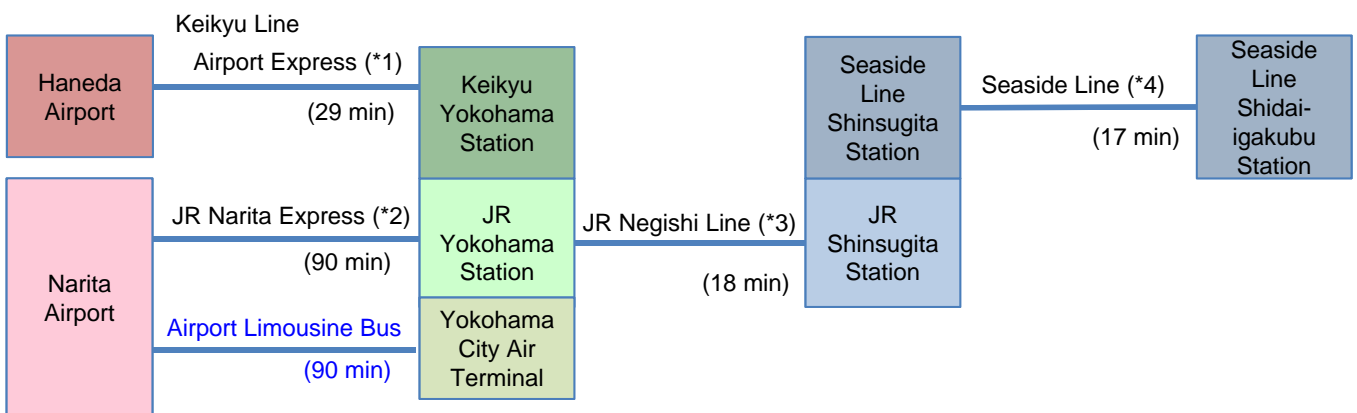 Keikyu Line
Airport Express (*1)
(29 min)
Haneda
Airport
Keikyu
Yokohama
Station
Seaside
Line
Shinsugita
Station
Seaside Line (*4)
(17 min)
Seaside
Line
Shidai-
igakubu
Station
Narita
Airport
JR Narita Express (*2)
(90 min)
JR
Yokohama
Station
JR Negishi Line (*3)
(18 min)
JR
Shinsugita
Station
Airport Limousine Bus
(90 min)
Yokohama
City Air
Terminal